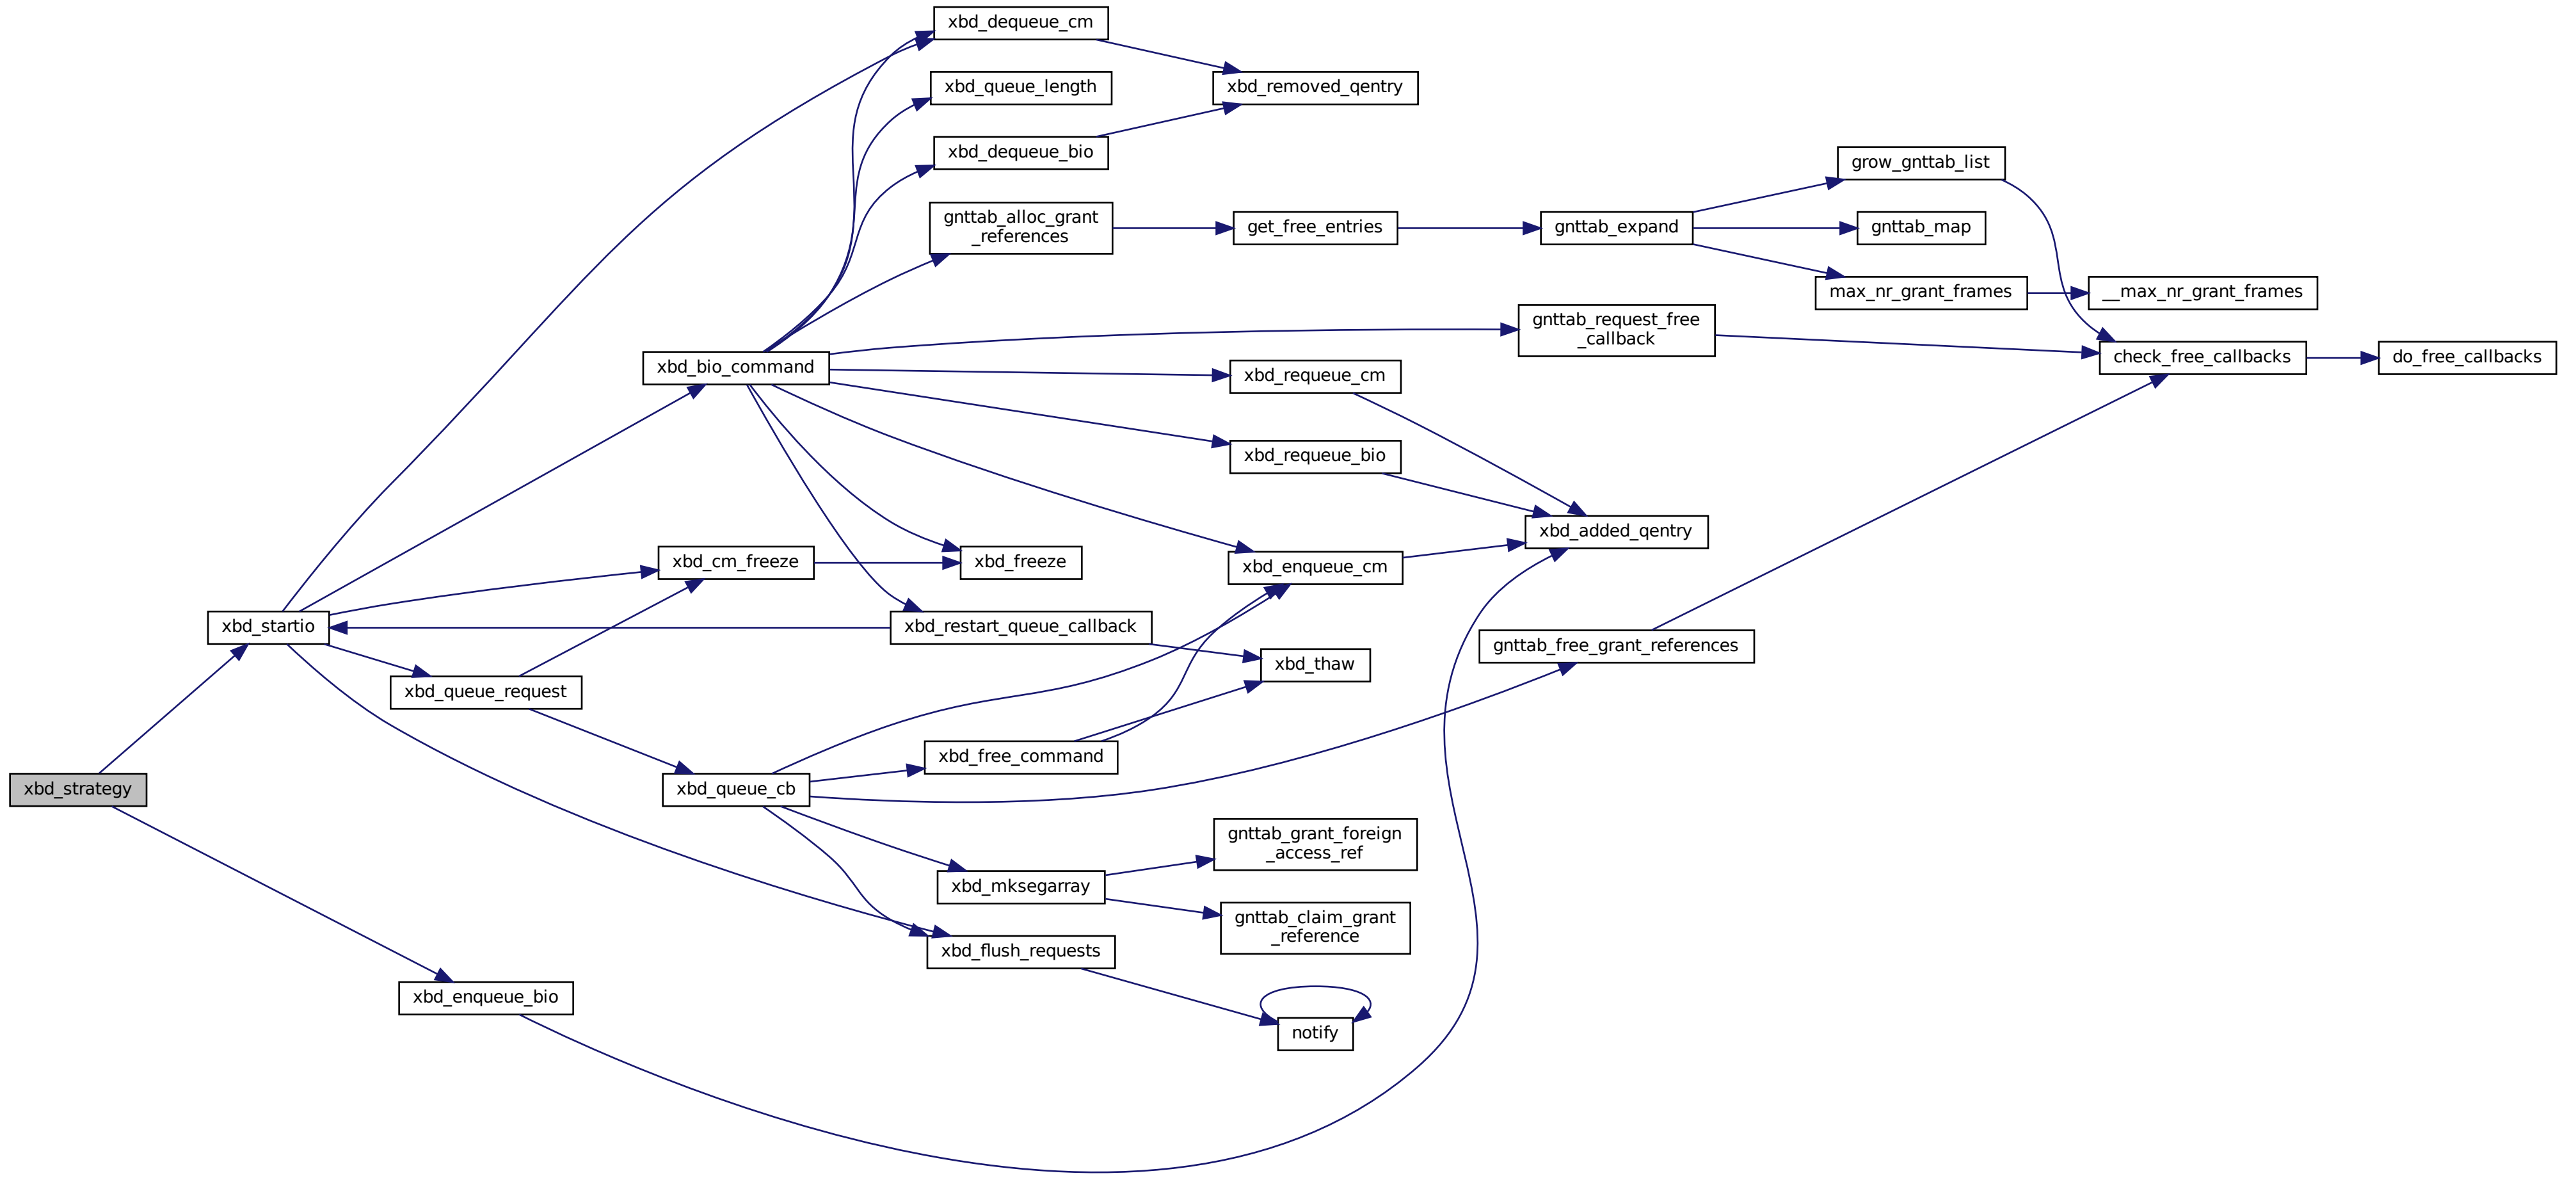 xbd_dequeue_cm
xbd_queue_length
xbd_removed_qentry
xbd_dequeue_bio
grow_gnttab_list
gnttab_alloc_grant
_references
get_free_entries
gnttab_expand
gnttab_map
max_nr_grant_frames
__max_nr_grant_frames
gnttab_request_free
_callback
check_free_callbacks
do_free_callbacks
xbd_bio_command
xbd_requeue_cm
xbd_requeue_bio
xbd_added_qentry
xbd_cm_freeze
xbd_freeze
xbd_enqueue_cm
xbd_startio
xbd_restart_queue_callback
gnttab_free_grant_references
xbd_thaw
xbd_queue_request
xbd_free_command
xbd_strategy
xbd_queue_cb
gnttab_grant_foreign
_access_ref
xbd_mksegarray
gnttab_claim_grant
_reference
xbd_flush_requests
xbd_enqueue_bio
notify